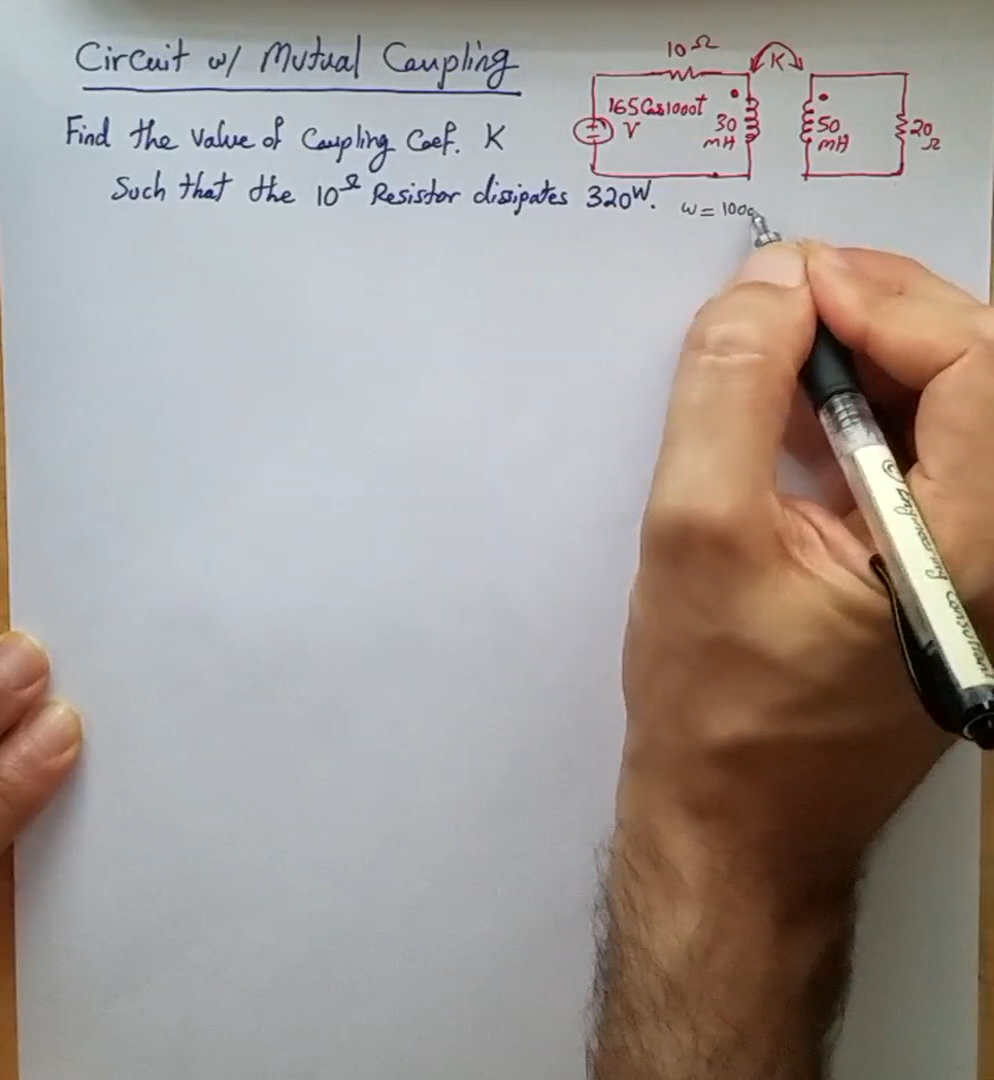 Circuit w/ Mutual Coupling
Find the Value of Coupling Coef. K
Such that the 10Ω Resistor dissipates 320W.
10Ω
K
165Cos1000t
V
30
mH
50
mH
20
Ω
ω = 1000
Engineering